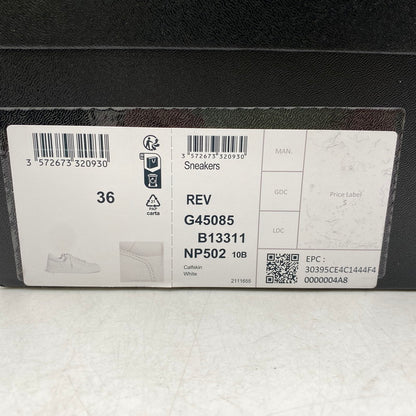 3 572673 320930
36
21
PAP
carta
3 572673 320930
Sneakers
REV
G45085
B13311
NP502 10B
Calfskin
White
2111655
MAN.
GDC
LOC
Price Label
S
EPC :
30395CE4C1444F4
0000004A8